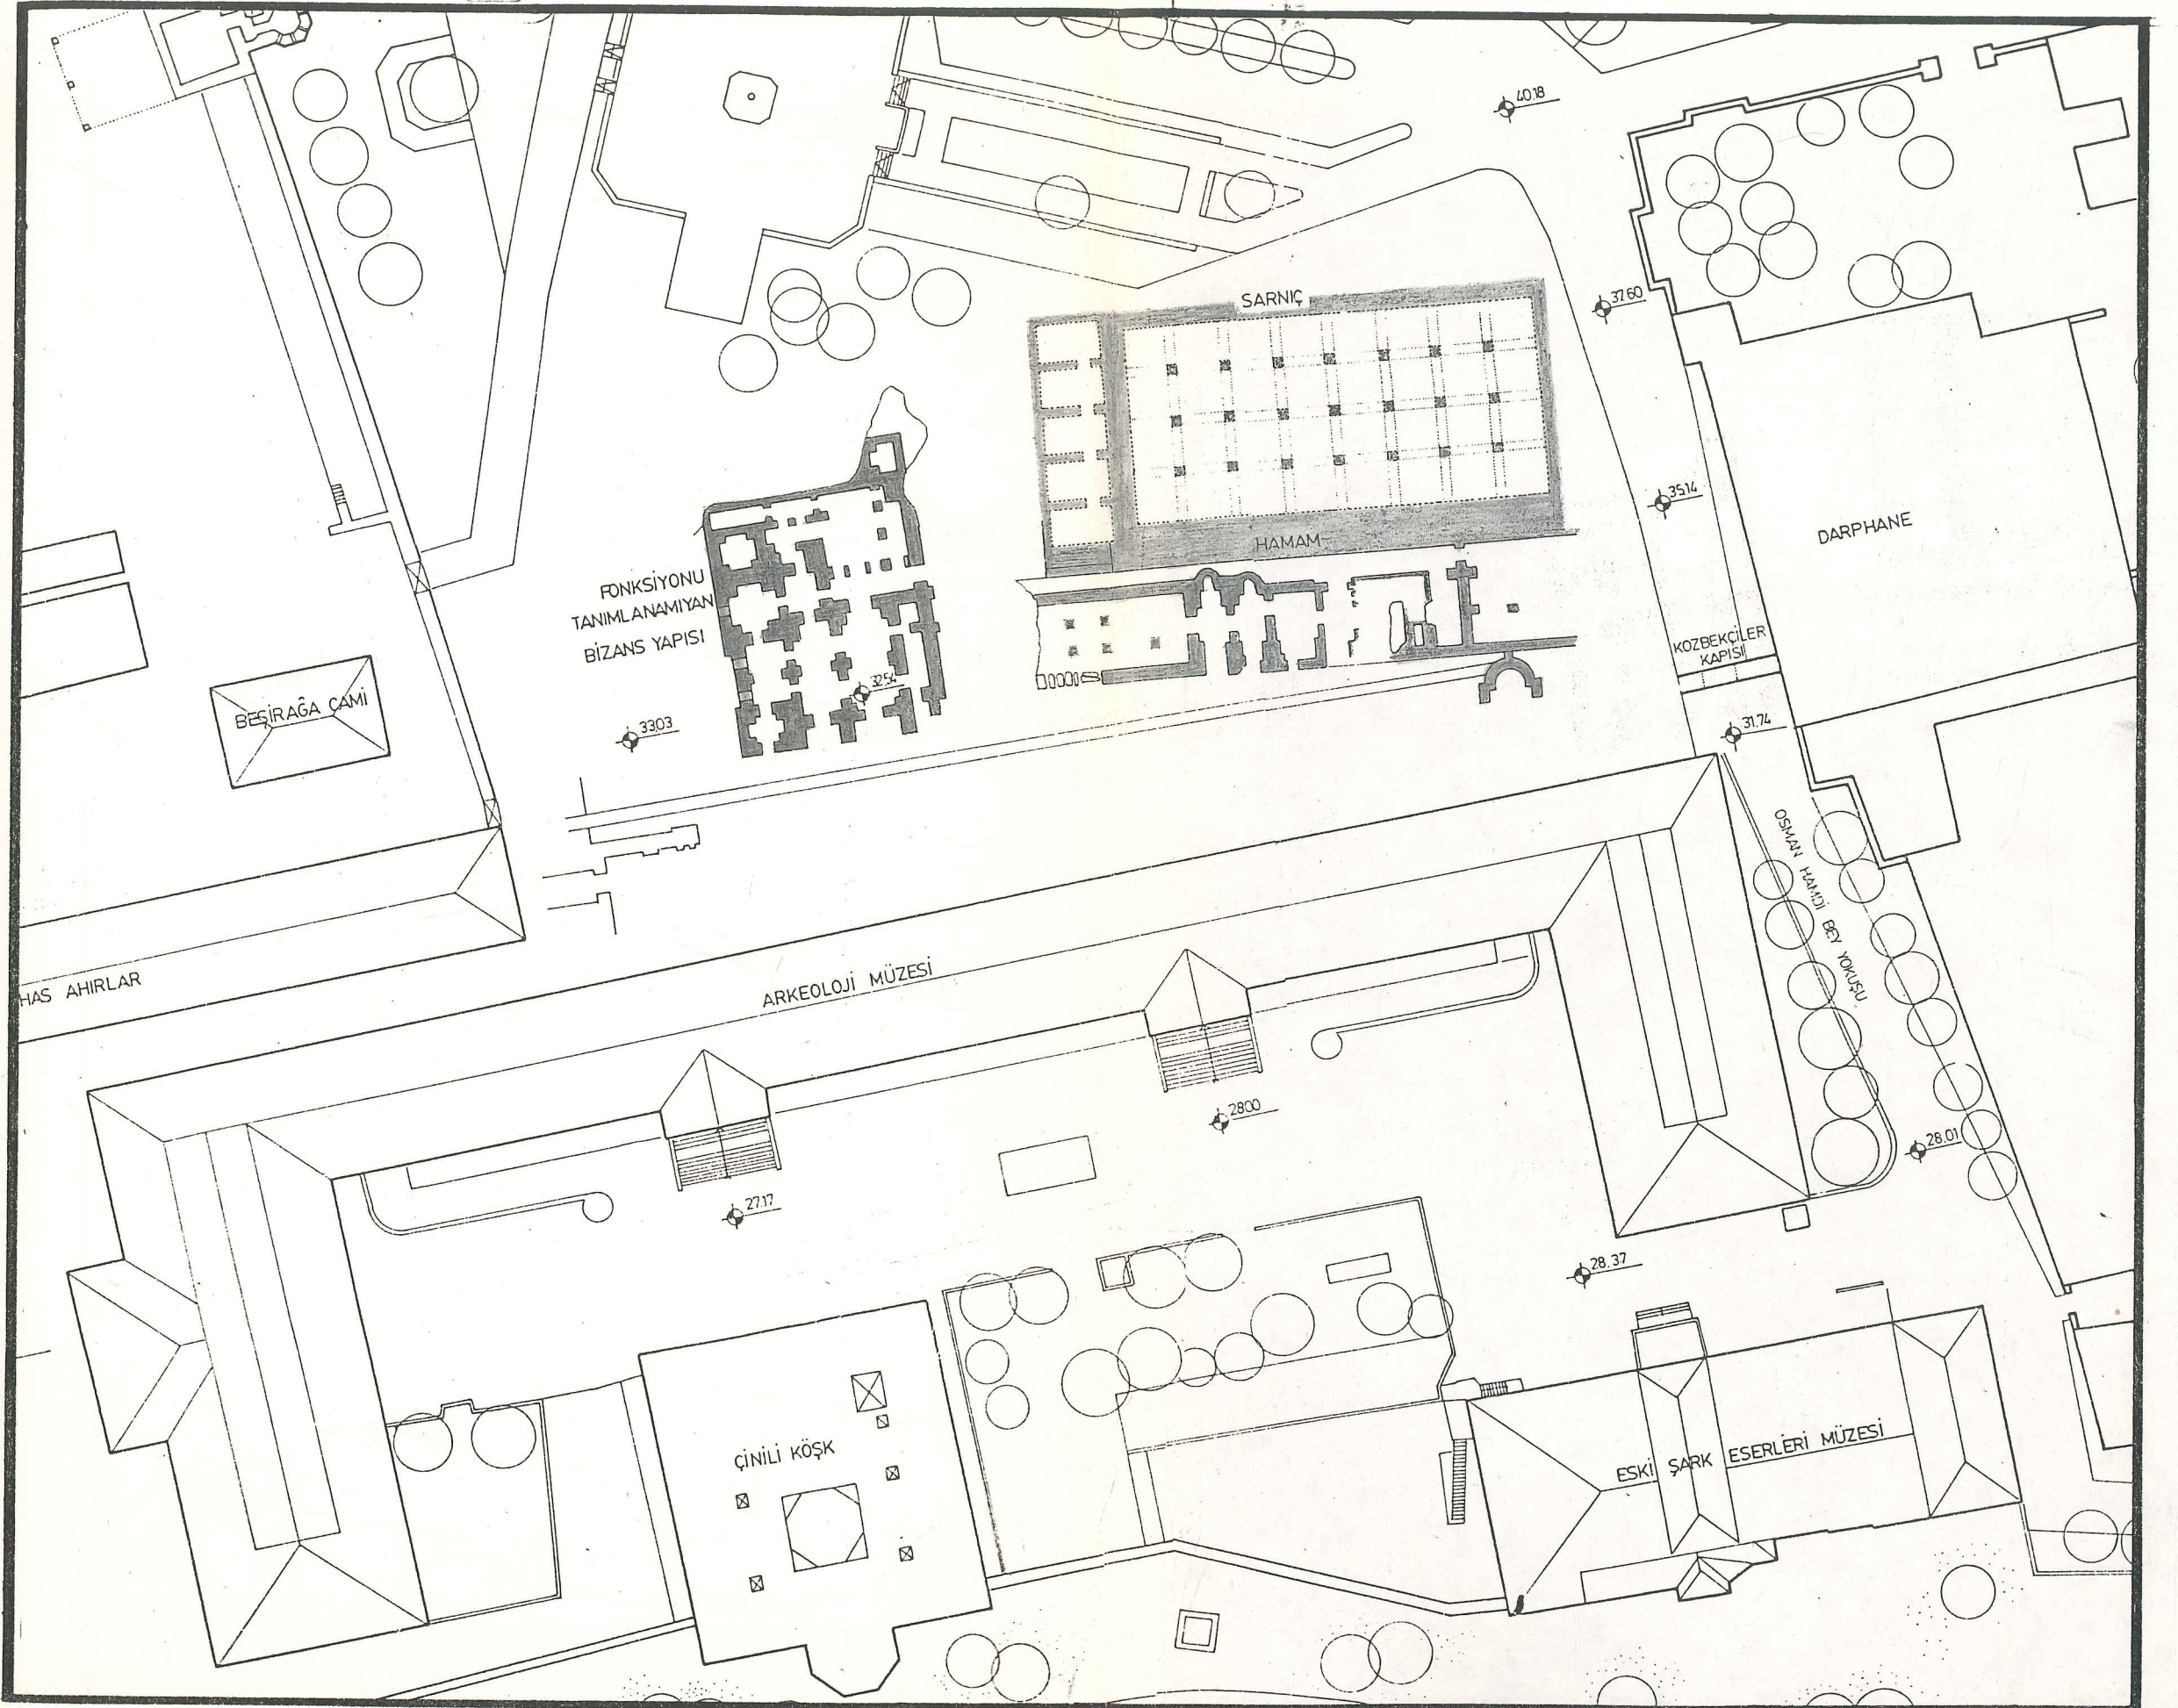 40.18
SARNIÇ
37.60
35.14
DARPHANE
HAMAM
FONKSİYONU
TANIMLANAMIYAN
BİZANS YAPISI
KOZBEKÇİLER
KAPISI
32.54
BEŞİRAĞA CAMİ
33.03
31.74
OSMAN HAMDİ BEY YOKUŞU
HAS AHIRLAR
ARKEOLOJİ MÜZESİ
28.00
28.01
27.17
28.37
ÇİNİLİ KÖŞK
ESKİ ŞARK ESERLERİ MÜZESİ